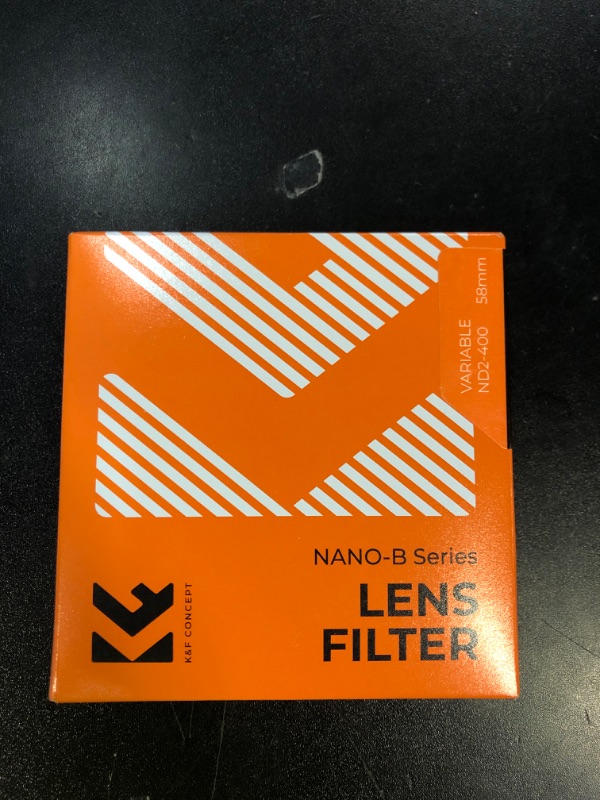 VARIABLE
ND2-400 58mm
NANO-B Series
LENS
FILTER
K&F CONCEPT